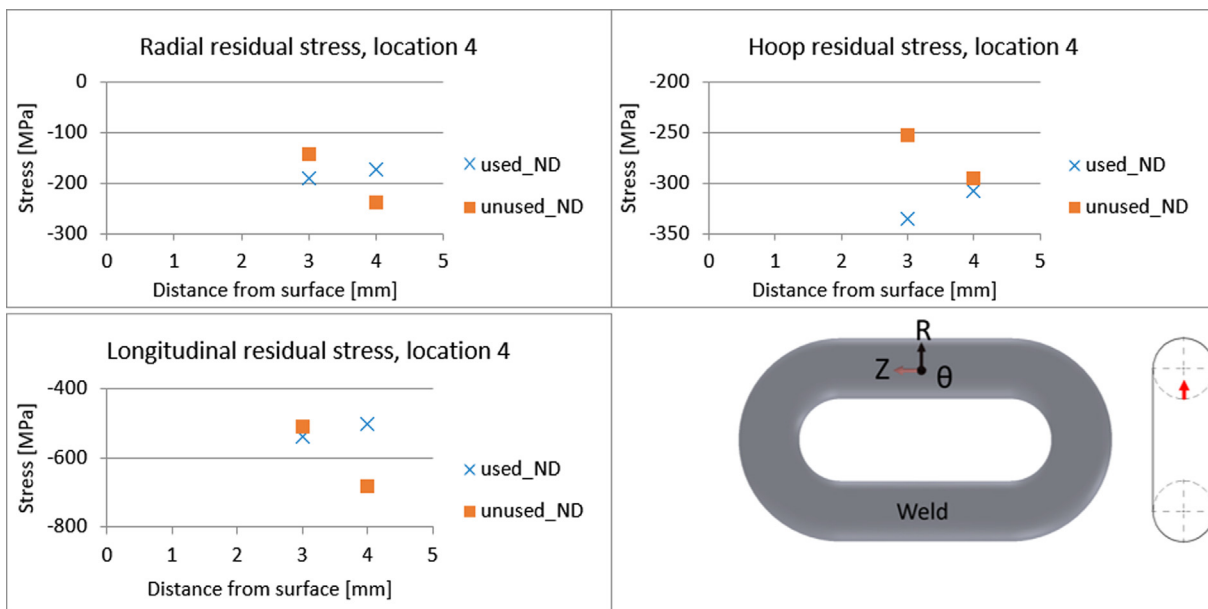 Radial residual stress, location 4
0
-100
-200
-300
Stress [MPa]
0 1 2 3 4 5
Distance from surface [mm]
used_ND
unused_ND
Hoop residual stress, location 4
-200
-250
-300
-350
Stress [MPa]
0 1 2 3 4 5
Distance from surface [mm]
used_ND
unused_ND
Longitudinal residual stress, location 4
-400
-600
-800
Stress [MPa]
0 1 2 3 4 5
Distance from surface [mm]
used_ND
unused_ND
R
Z θ
Weld